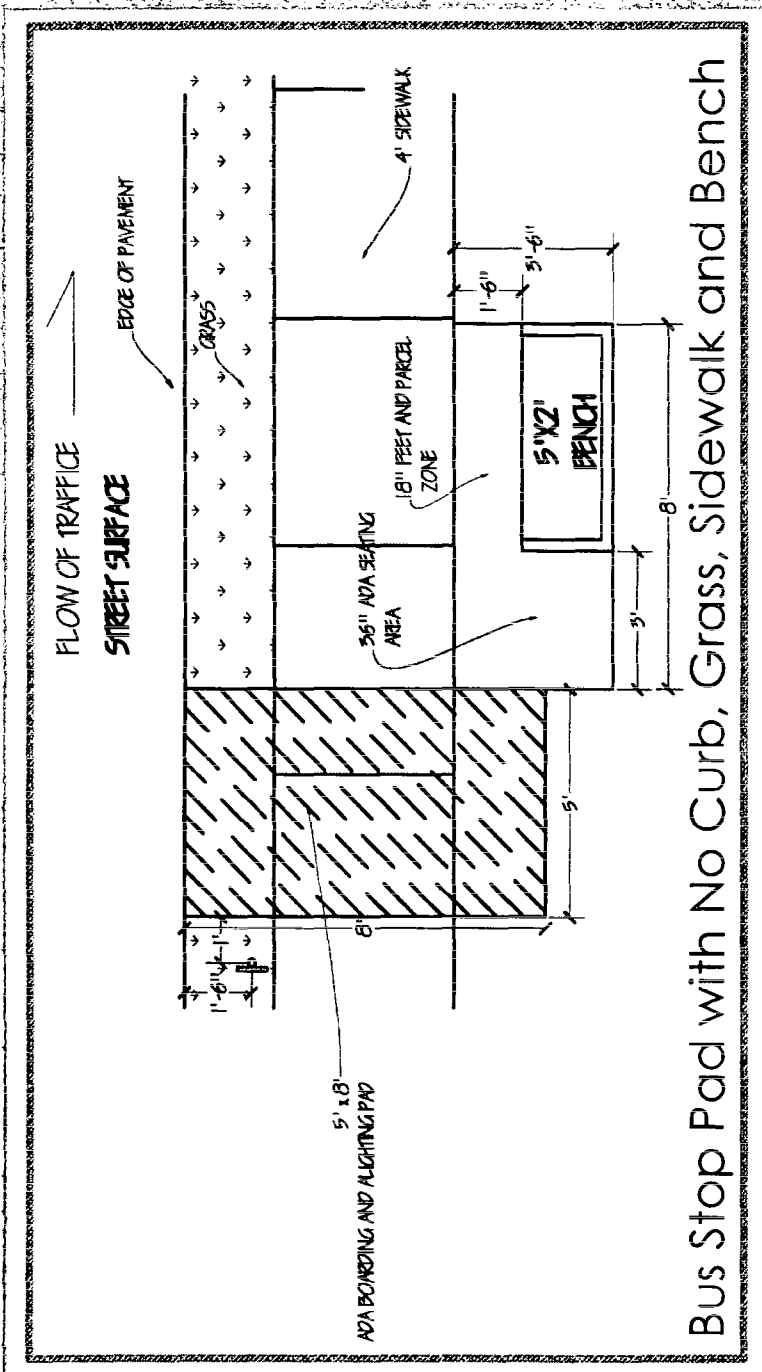 FLOW OF TRAFFICE
STREET SURFACE
EDGE OF PAVEMENT
GRASS
4' SIDEWALK
36" ADA SEATING
AREA
18" FEET AND PARCEL
ZONE
5'X2'
BENCH
1'-6"
3'-6"
8'
3'
5'
8'
1'-6"
1'
5' x 8'
ADA BOARDING AND ALIGHTING PAD
Bus Stop Pad with No Curb, Grass, Sidewalk and Bench